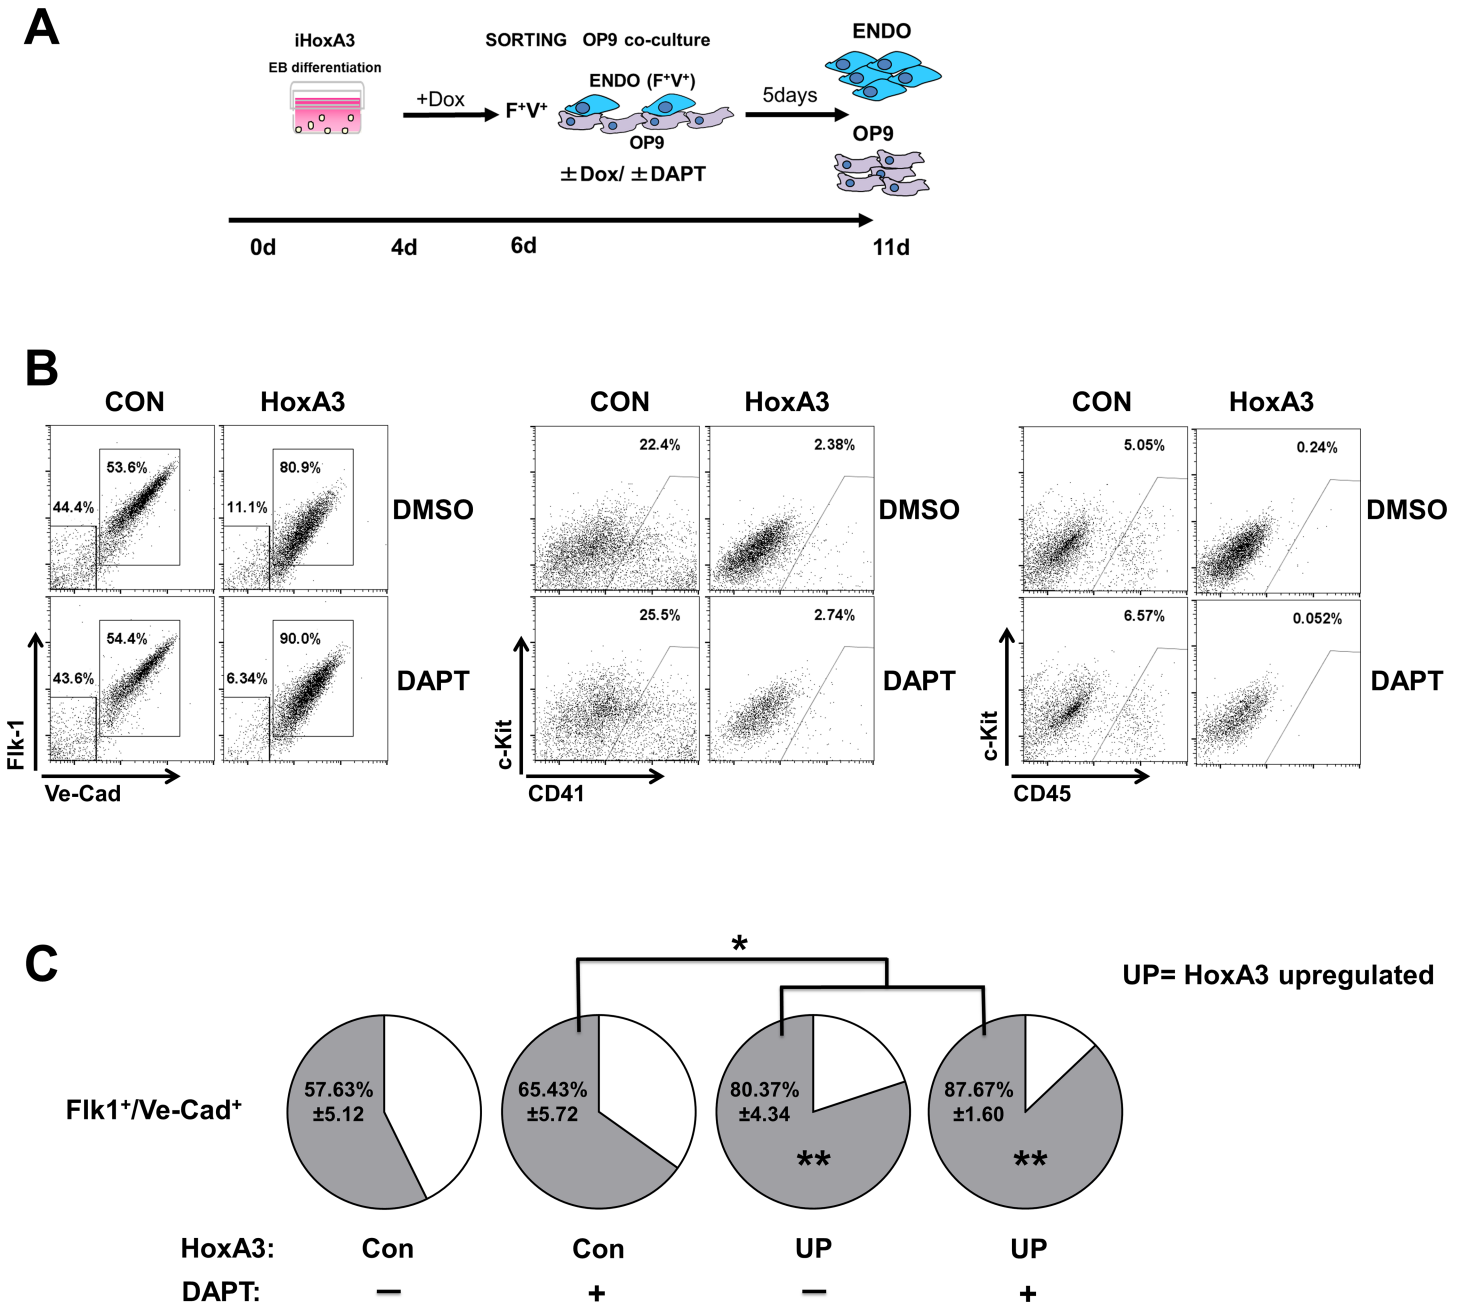 A
iHoxA3
EB differentiation
+Dox
SORTING OP9 co-culture
F⁺V⁺
ENDO (F⁺V⁺)
OP9
±Dox/ ±DAPT
5days
ENDO
OP9
0d 4d 6d 11d
B
CON HoxA3 CON HoxA3 CON HoxA3
53.6% 80.9% 22.4% 2.38% 5.05% 0.24%
44.4% 11.1%
DMSO DMSO DMSO
54.4% 90.0% 25.5% 2.74% 6.57% 0.052%
43.6% 6.34%
DAPT DAPT DAPT
Flk-1 c-Kit c-Kit
Ve-Cad CD41 CD45
C
*
UP= HoxA3 upregulated
Flk1⁺/Ve-Cad⁺
57.63% 65.43% 80.37% 87.67%
±5.12 ±5.72 ±4.34 ±1.60
** **
HoxA3: Con Con UP UP
DAPT: — + — +